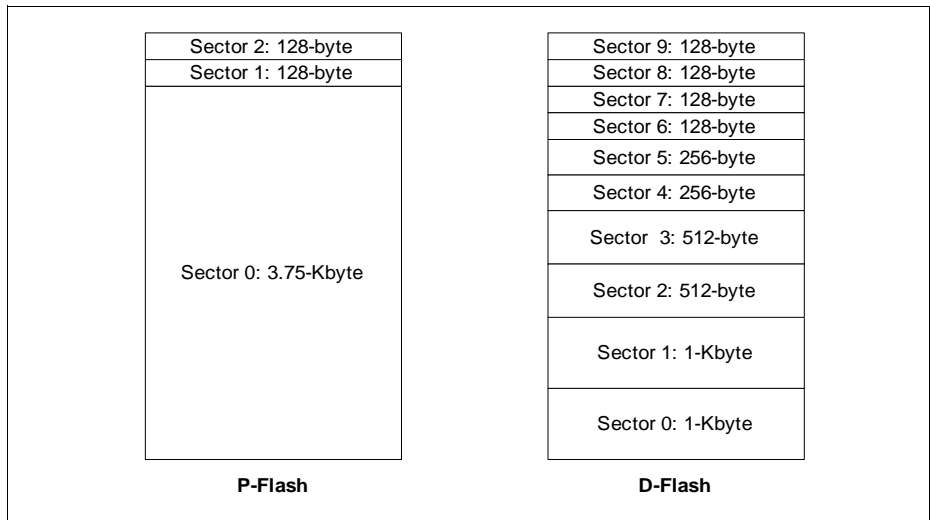 Sector 2: 128-byte
Sector 1: 128-byte
Sector 0: 3.75-Kbyte
P-Flash
Sector 9: 128-byte
Sector 8: 128-byte
Sector 7: 128-byte
Sector 6: 128-byte
Sector 5: 256-byte
Sector 4: 256-byte
Sector 3: 512-byte
Sector 2: 512-byte
Sector 1: 1-Kbyte
Sector 0: 1-Kbyte
D-Flash